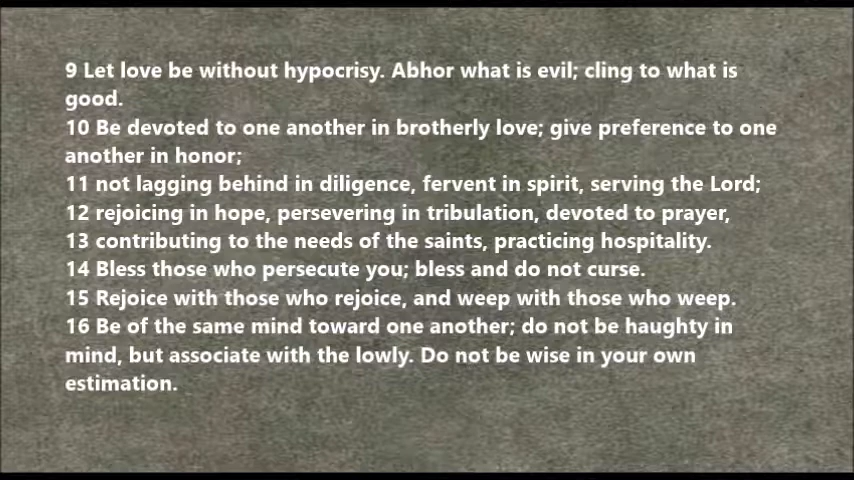 9 Let love be without hypocrisy. Abhor what is evil; cling to what is
good.
10 Be devoted to one another in brotherly love; give preference to one
another in honor;
11 not lagging behind in diligence, fervent in spirit, serving the Lord;
12 rejoicing in hope, persevering in tribulation, devoted to prayer,
13 contributing to the needs of the saints, practicing hospitality.
14 Bless those who persecute you; bless and do not curse.
15 Rejoice with those who rejoice, and weep with those who weep.
16 Be of the same mind toward one another; do not be haughty in
mind, but associate with the lowly. Do not be wise in your own
estimation.